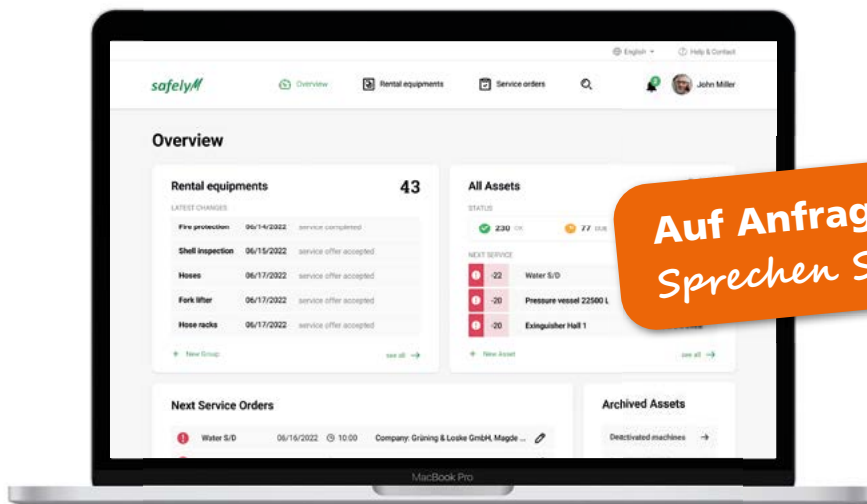 English
Help & Contact
safely
Overview
Rental equipments
Service orders
2
John Miller
Overview
Rental equipments 43
LATEST CHANGES
Fire protection 06/14/2022 service completed
Shell inspection 06/15/2022 service offer accepted
Hoses 06/17/2022 service offer accepted
Fork lifter 06/17/2022 service offer accepted
Hose racks 06/17/2022 service offer accepted
+ New Group see all →
All Assets
STATUS
230 OK 77 DUE
NEXT SERVICE
-22 Water S/D
-20 Pressure vessel 22500 L
-20 Exinguisher Hall 1
+ New Asset see all →
Auf Anfrag
Sprechen S
Next Service Orders
Water S/D 06/16/2022 10:00 Company: Grüning & Loske GmbH, Magde ...
Archived Assets
Deactivated machines →
MacBook Pro